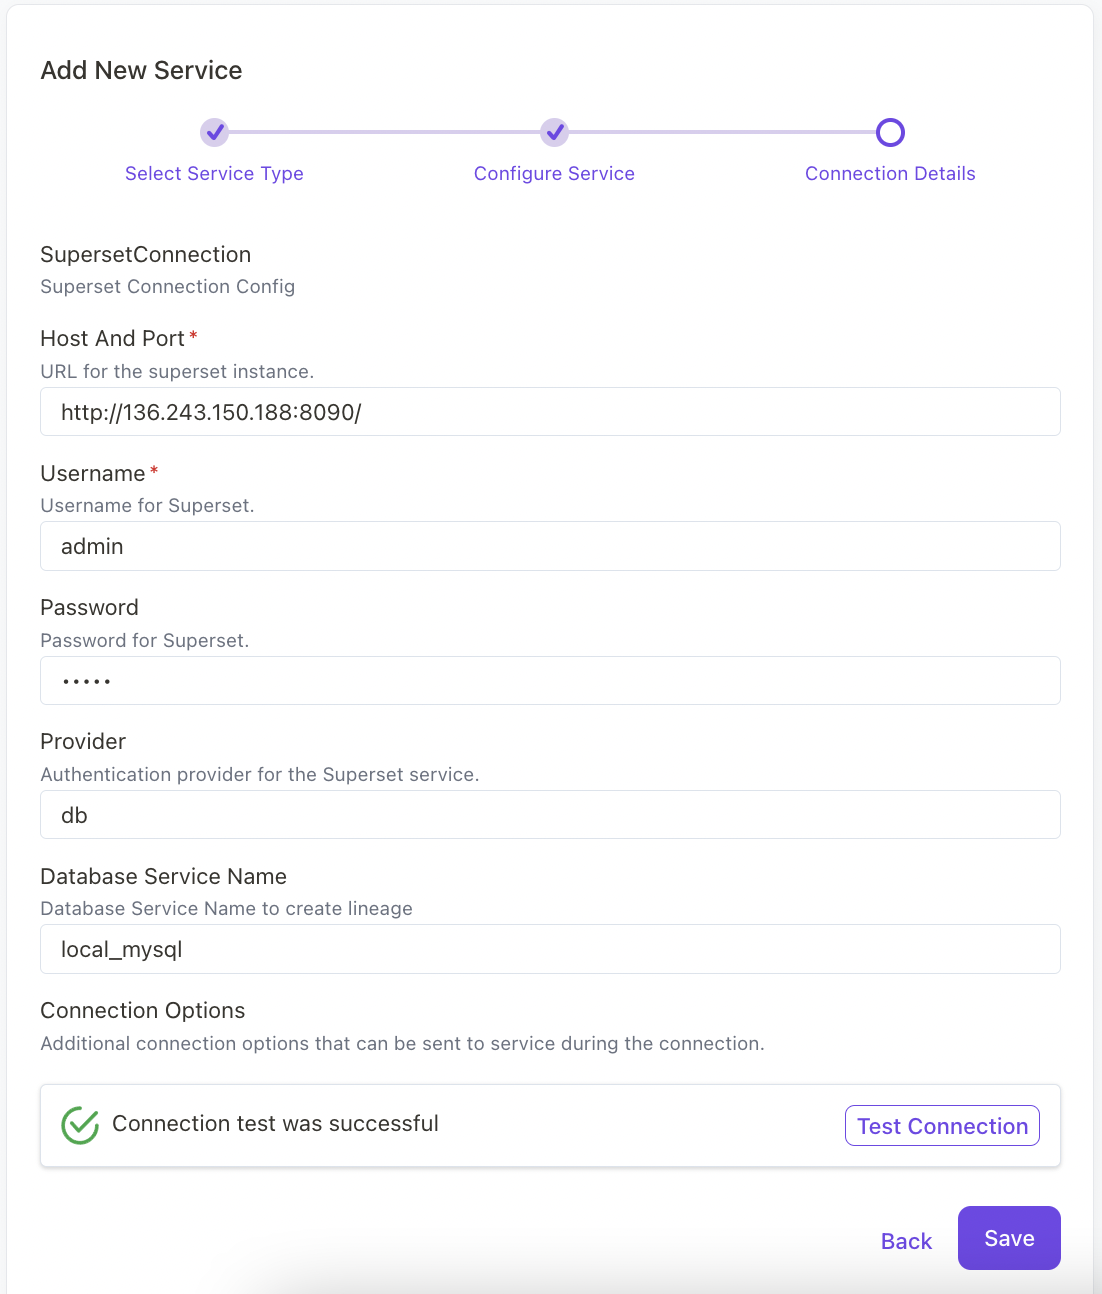 Add New Service
Select Service Type
Configure Service
Connection Details
SupersetConnection
Superset Connection Config
Host And Port*
URL for the superset instance.
http://136.243.150.188:8090/
Username*
Username for Superset.
admin
Password
Password for Superset.
•••••
Provider
Authentication provider for the Superset service.
db
Database Service Name
Database Service Name to create lineage
local_mysql
Connection Options
Additional connection options that can be sent to service during the connection.
Connection test was successful
Test Connection
Back
Save